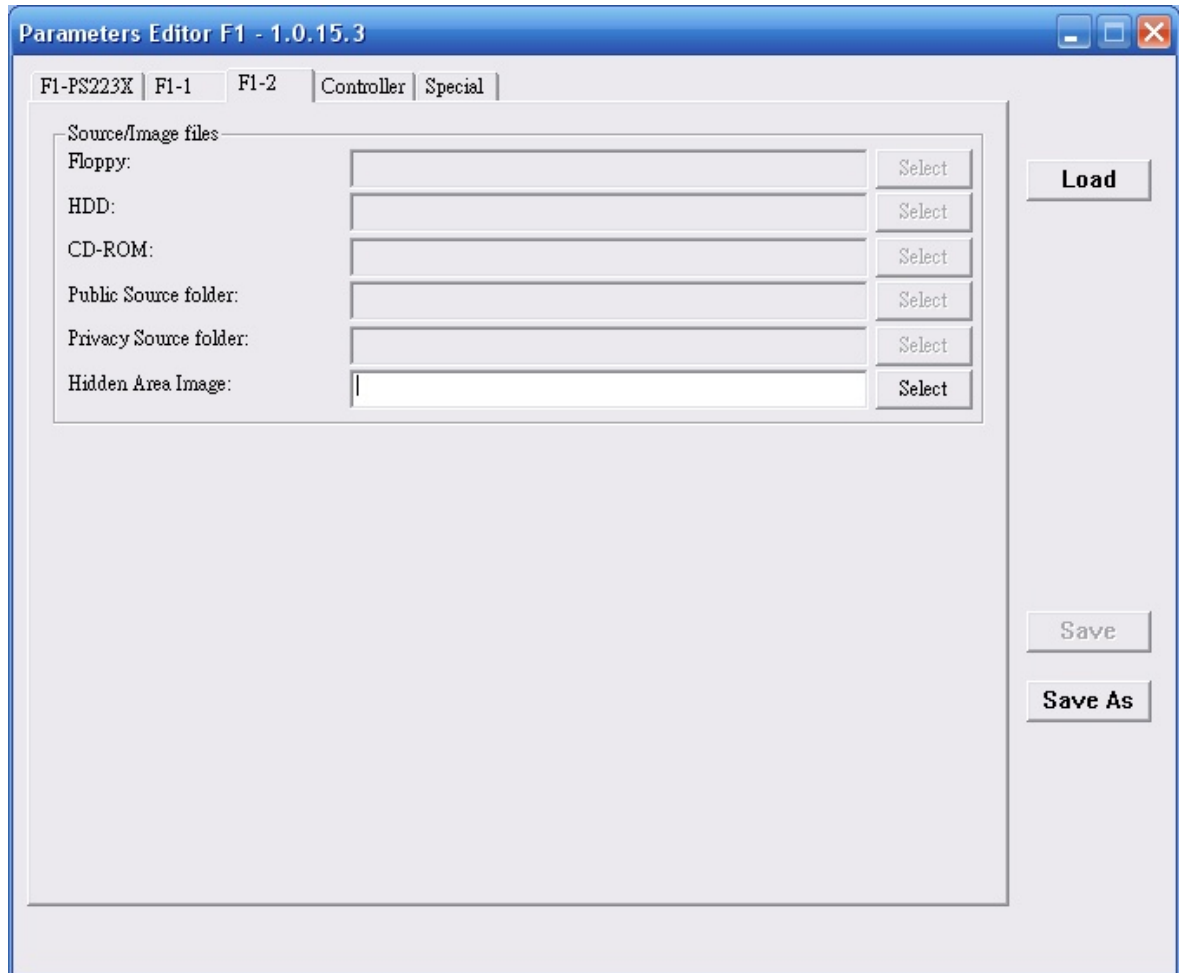 Parameters Editor F1 - 1.0.15.3
F1-PS223X F1-1 F1-2 Controller Special
Source/Image files
Floppy: Select
HDD: Select
CD-ROM: Select
Public Source folder: Select
Privacy Source folder: Select
Hidden Area Image: Select
Load
Save
Save As